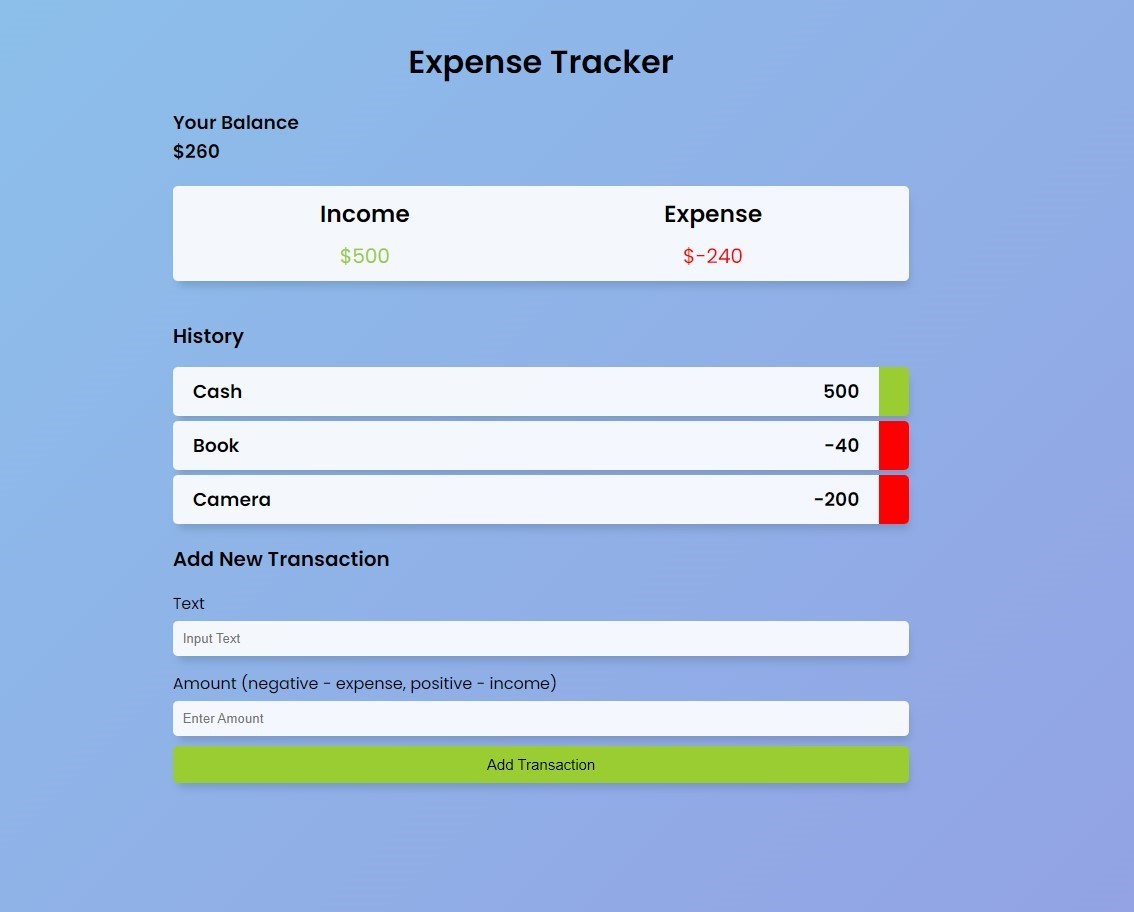 Expense Tracker
Your Balance
$260
Income Expense
$500 $-240
History
Cash 500
Book -40
Camera -200
Add New Transaction
Text
Input Text
Amount (negative - expense, positive - income)
Enter Amount
Add Transaction